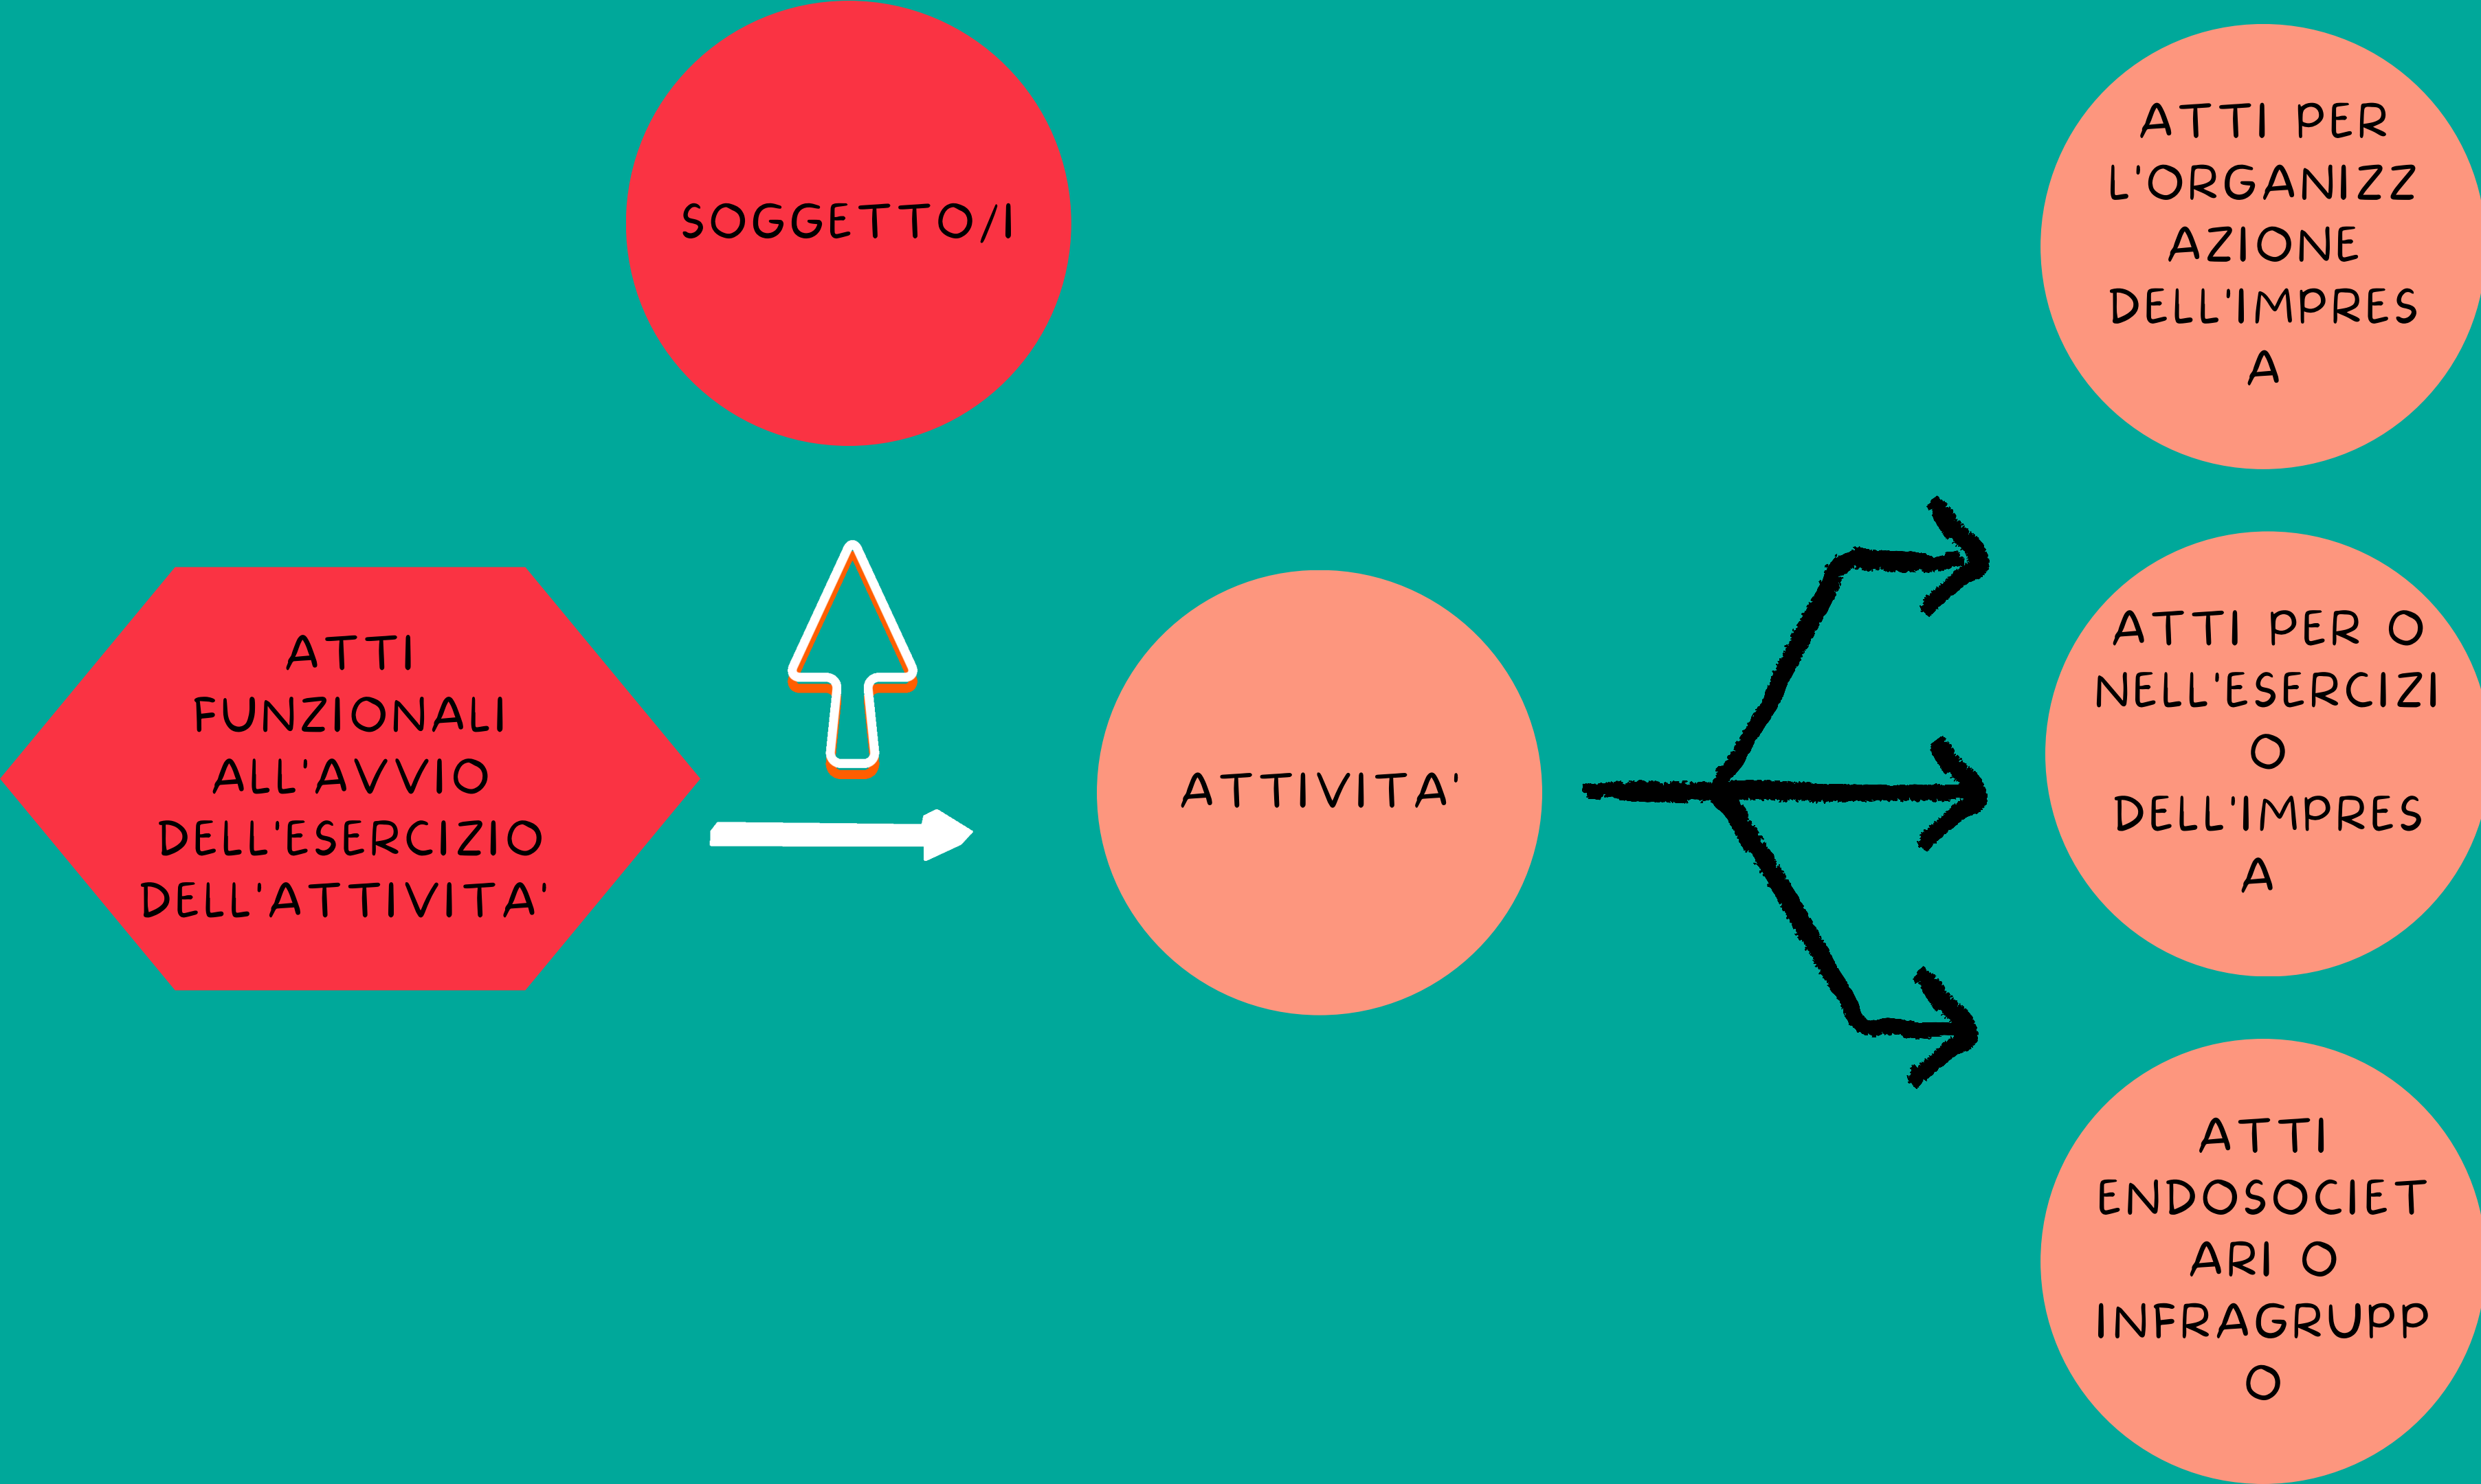 SOGGETTO/I
ATTI
FUNZIONALI
ALL'AVVIO
DELL'ESERCIZIO
DELL'ATTIVITA'
ATTIVITA'
ATTI PER
L'ORGANIZZ
AZIONE
DELL'IMPRES
A
ATTI PER O
NELL'ESERCIZI
O
DELL'IMPRES
A
ATTI
ENDOSOCIET
ARI O
INFRAGRUPP
O